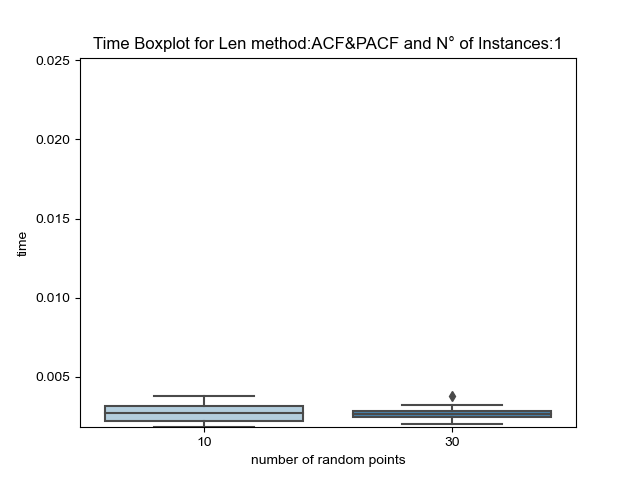 Time Boxplot for Len method:ACF&PACF and N° of Instances:1
0.025
0.020
0.015
0.010
0.005
time
10
30
number of random points